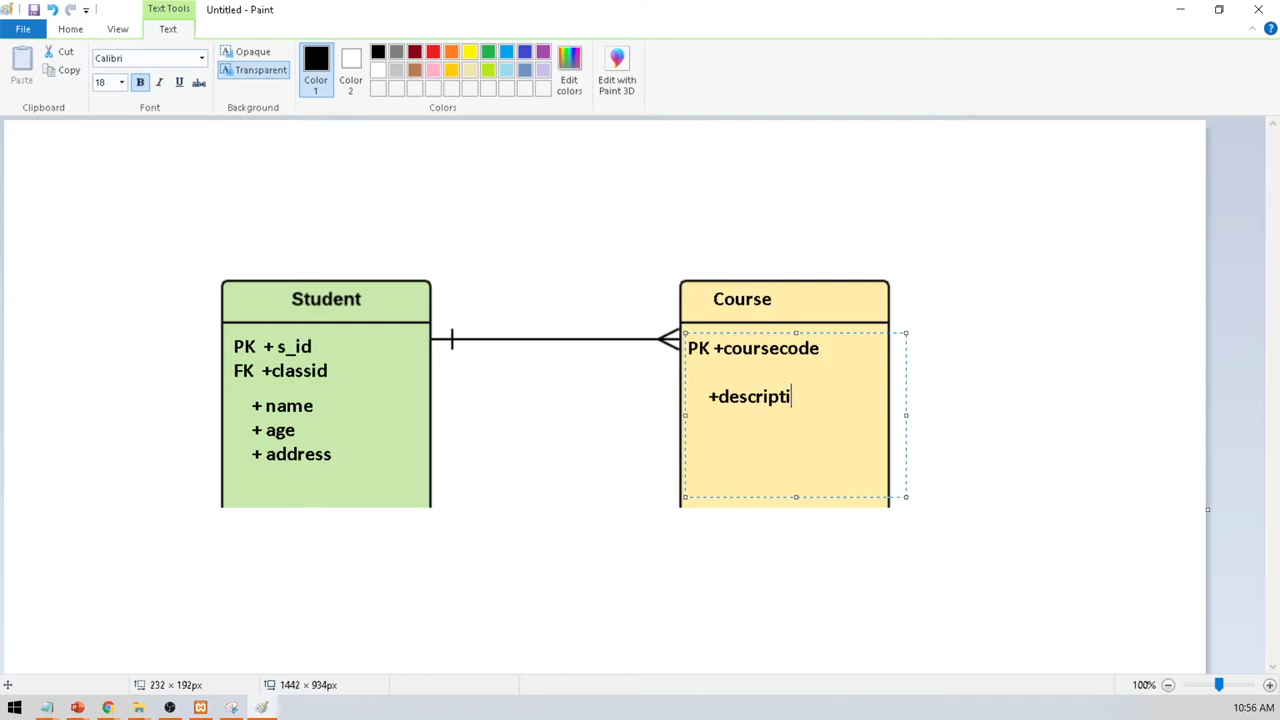 Text Tools
Untitled - Paint
File
Home
View
Text
Paste
Cut
Copy
Clipboard
Calibri
18
B
I
U
abc
Font
Opaque
Transparent
Background
Color 1
Color 2
Edit colors
Colors
Edit with Paint 3D
Student
Course
PK + s_id
FK +classid
+ name
+ age
+ address
PK +coursecode
+descripti
232 × 192px
1442 × 934px
100%
10:56 AM